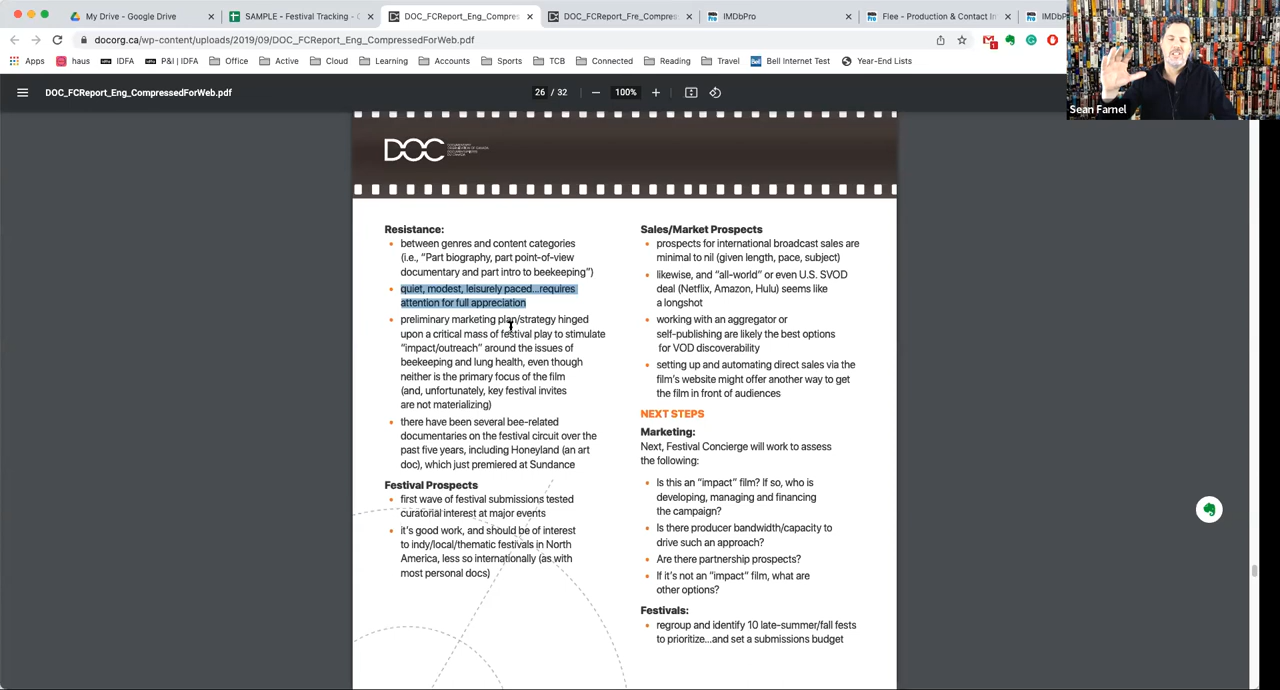 My Drive - Google Drive
SAMPLE - Festival Tracking - G
DOC_FCReport_Eng_Compres
DOC_FCReport_Fre_Compres
IMDbPro
Flee - Production & Contact In
IMDbP
docorg.ca/wp-content/uploads/2019/09/DOC_FCReport_Eng_CompressedForWeb.pdf
1
Apps
haus
IDFA
P&I | IDFA
Office
Active
Cloud
Learning
Accounts
Sports
TCB
Connected
Reading
Travel
Bell Internet Test
Year-End Lists
DOC_FCReport_Eng_CompressedForWeb.pdf
26 / 32
100%
Sean Farnel
DOC
Resistance:
between genres and content categories
(i.e., “Part biography, part point-of-view
documentary and part intro to beekeeping”)
quiet, modest, leisurely paced...requires
attention for full appreciation
preliminary marketing plan/strategy hinged
upon a critical mass of festival play to stimulate
“impact/outreach” around the issues of
beekeeping and lung health, even though
neither is the primary focus of the film
(and, unfortunately, key festival invites
are not materializing)
there have been several bee-related
documentaries on the festival circuit over the
past five years, including Honeyland (an art
doc), which just premiered at Sundance
Festival Prospects
first wave of festival submissions tested
curatorial interest at major events
it's good work, and should be of interest
to indy/local/thematic festivals in North
America, less so internationally (as with
most personal docs)
Sales/Market Prospects
prospects for international broadcast sales are
minimal to nil (given length, pace, subject)
likewise, and “all-world” or even U.S. SVOD
deal (Netflix, Amazon, Hulu) seems like
a longshot
working with an aggregator or
self-publishing are likely the best options
for VOD discoverability
setting up and automating direct sales via the
film's website might offer another way to get
the film in front of audiences
NEXT STEPS
Marketing:
Next, Festival Concierge will work to assess
the following:
Is this an “impact” film? If so, who is
developing, managing and financing
the campaign?
Is there producer bandwidth/capacity to
drive such an approach?
Are there partnership prospects?
If it's not an “impact” film, what are
other options?
Festivals:
regroup and identify 10 late-summer/fall fests
to prioritize...and set a submissions budget